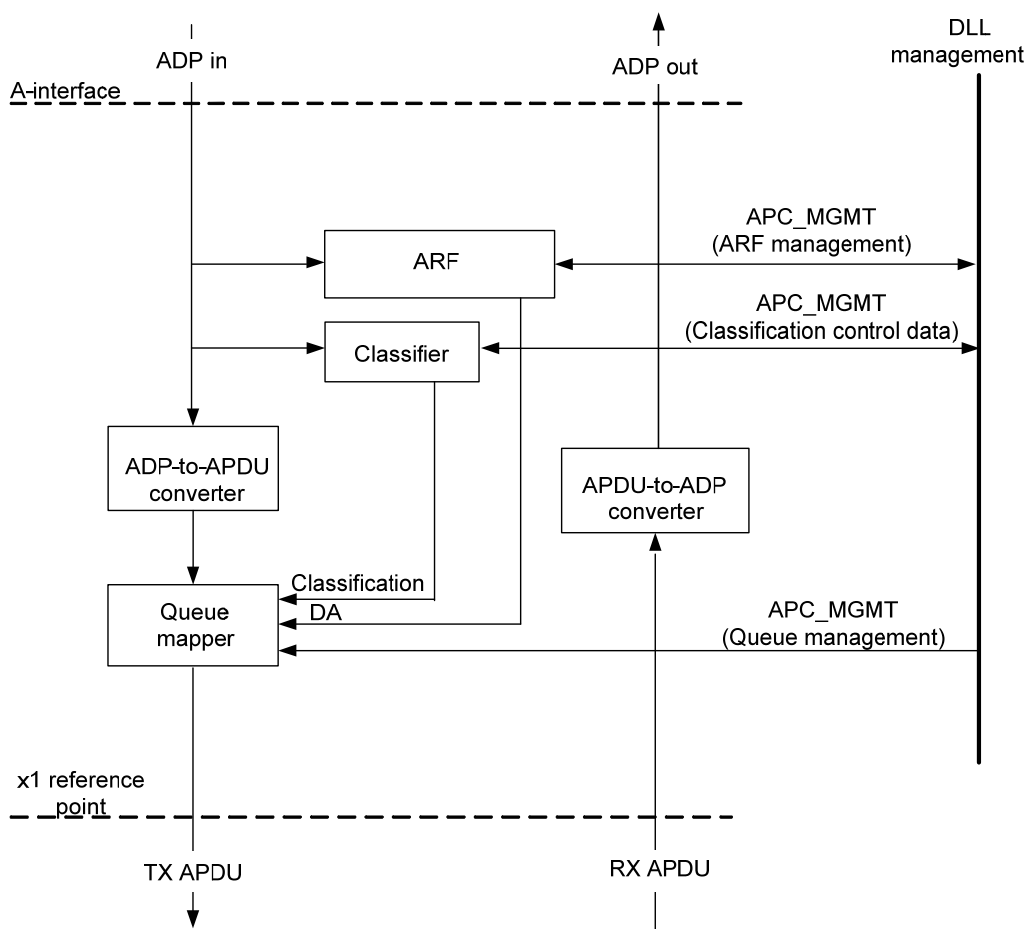 DLL
management
ADP in
ADP out
A-interface
APC_MGMT
(ARF management)
ARF
APC_MGMT
(Classification control data)
Classifier
ADP-to-APDU
converter
APDU-to-ADP
converter
Classification
DA
Queue
mapper
APC_MGMT
(Queue management)
x1 reference
point
TX APDU
RX APDU